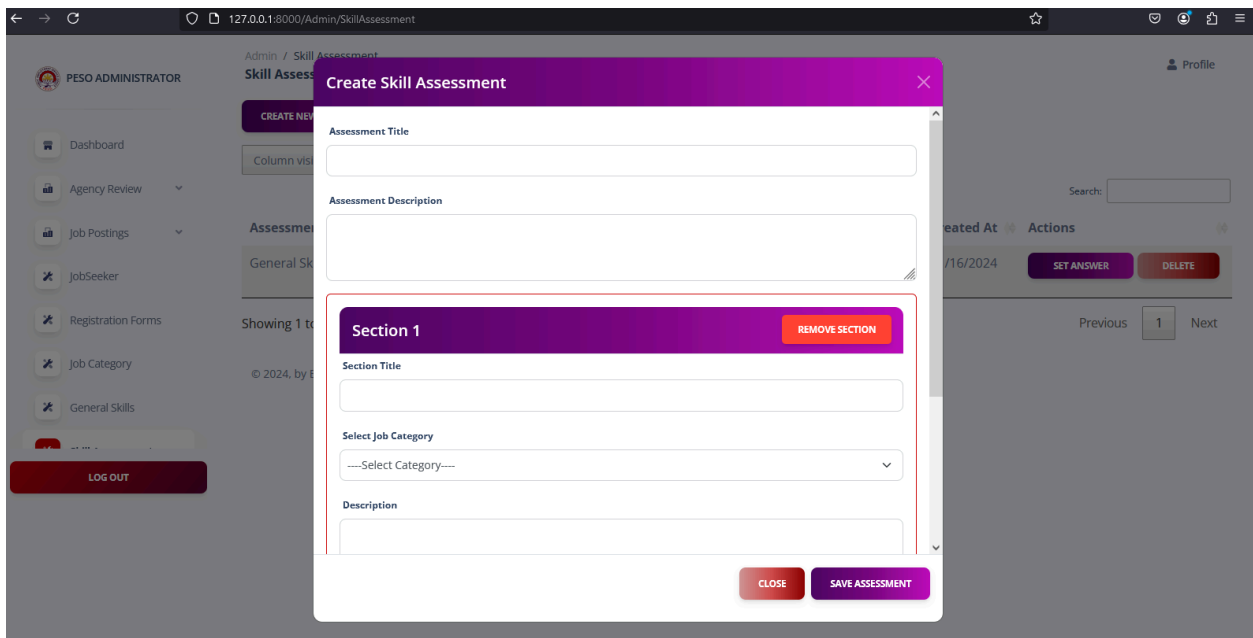 127.0.0.1:8000/Admin/SkillAssessment
PESO ADMINISTRATOR
Dashboard
Agency Review
Job Postings
JobSeeker
Registration Forms
Job Category
General Skills
LOG OUT
Admin / Skill Assessment
Skill Assess
Profile
CREATE NEW
Column visi
Search:
Assessmen
eated At
Actions
General Sk
/16/2024
SET ANSWER
DELETE
Showing 1 to
Previous
1
Next
© 2024, by
Create Skill Assessment
Assessment Title
Assessment Description
Section 1
REMOVE SECTION
Section Title
Select Job Category
----Select Category----
Description
CLOSE
SAVE ASSESSMENT